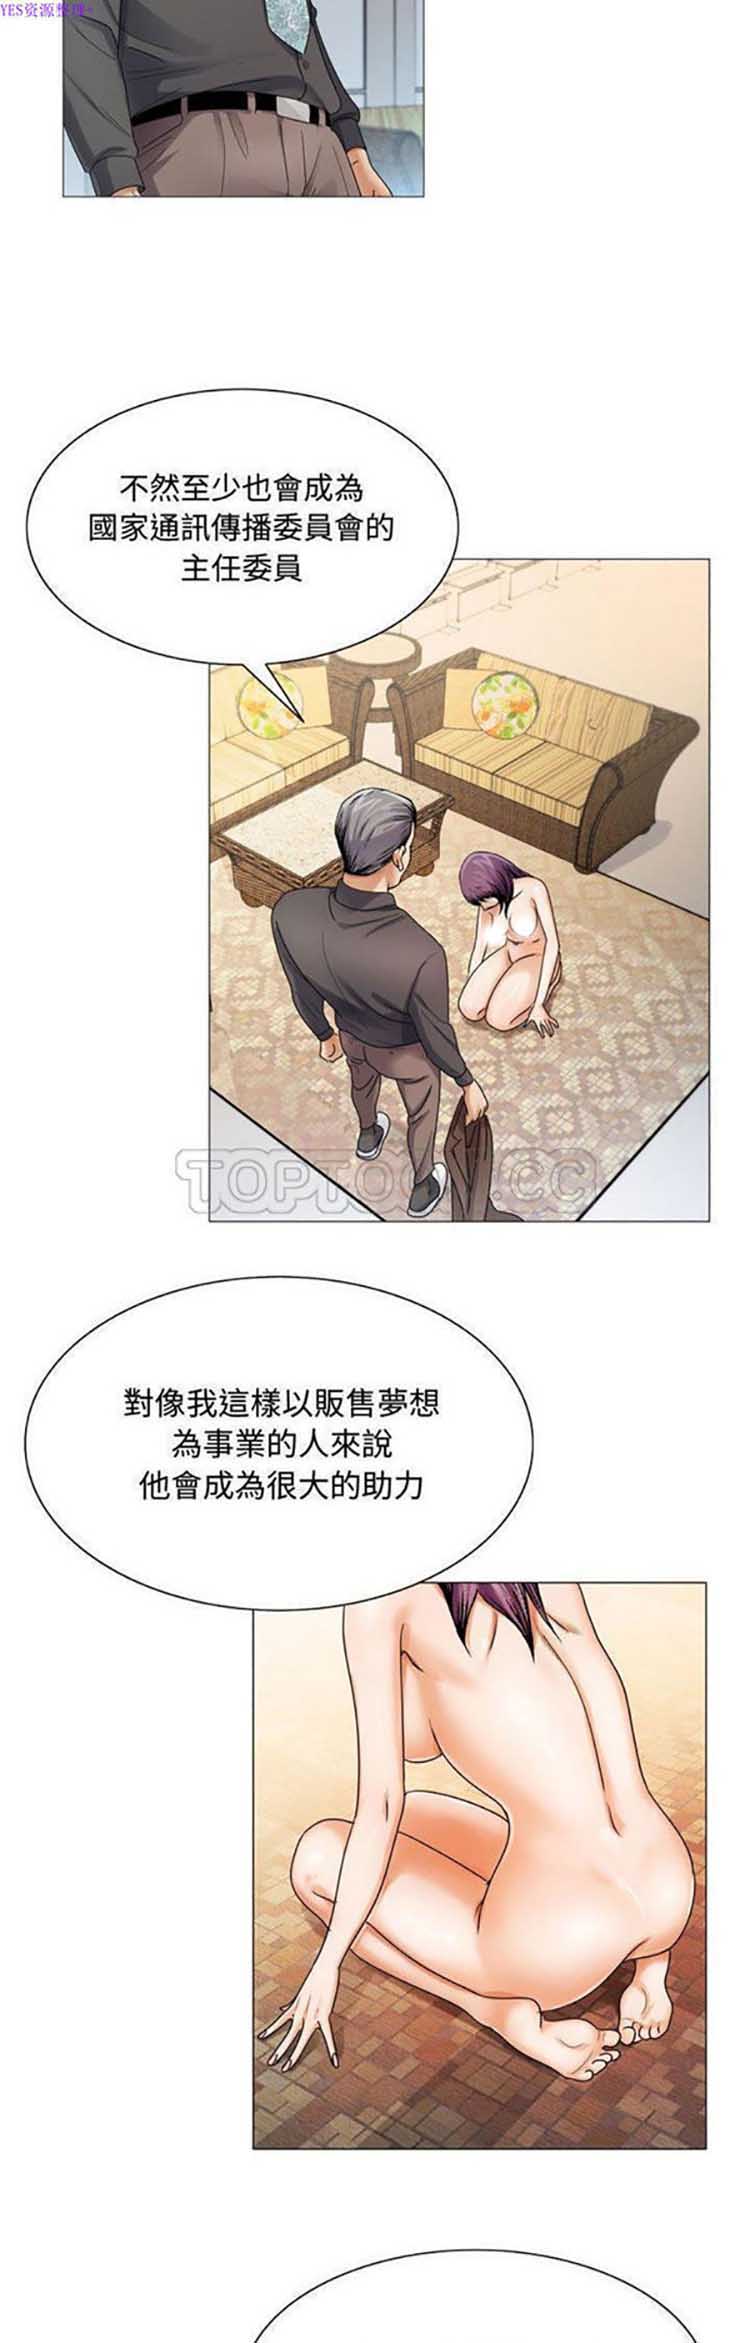 YES资源整理~
不然至少也會成為
國家通訊傳播委員會的
主任委員
TOPTOON.CC
對像我這樣以販售夢想
為事業的人來說
他會成為很大的助力